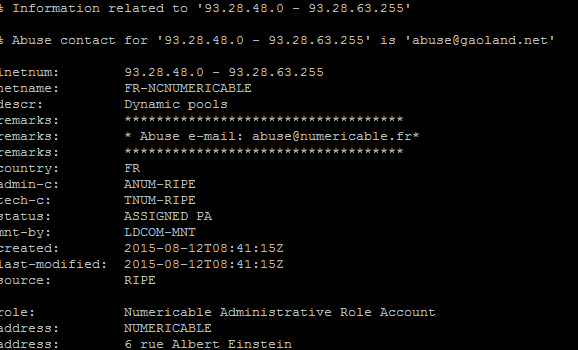 % Information related to '93.28.48.0 - 93.28.63.255'
% Abuse contact for '93.28.48.0 - 93.28.63.255' is 'abuse@gaoland.net'
inetnum: 93.28.48.0 - 93.28.63.255
netname: FR-NCNUMERICABLE
descr: Dynamic pools
remarks: ***********************************
remarks: * Abuse e-mail: abuse@numericable.fr*
remarks: ***********************************
country: FR
admin-c: ANUM-RIPE
tech-c: TNUM-RIPE
status: ASSIGNED PA
mnt-by: LDCOM-MNT
created: 2015-08-12T08:41:15Z
last-modified: 2015-08-12T08:41:15Z
source: RIPE
role: Numericable Administrative Role Account
address: NUMERICABLE
address: 6 rue Albert Einstein